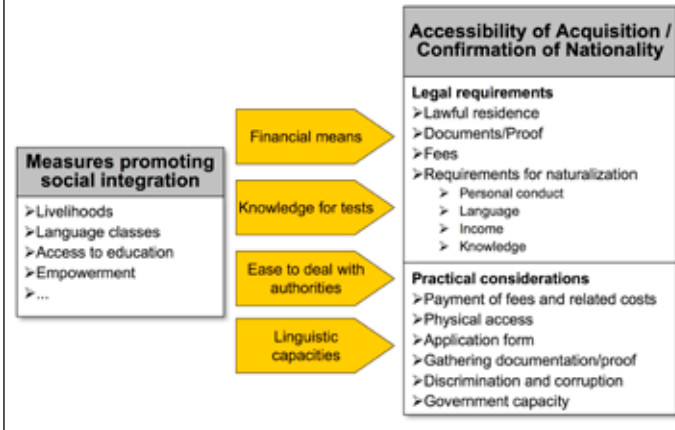 Measures promoting
social integration
➢Livelihoods
➢Language classes
➢Access to education
➢Empowerment
➢...
Financial means
Knowledge for tests
Ease to deal with
authorities
Linguistic
capacities
Accessibility of Acquisition /
Confirmation of Nationality
Legal requirements
➢Lawful residence
➢Documents/Proof
➢Fees
➢Requirements for naturalization
➢ Personal conduct
➢ Language
➢ Income
➢ Knowledge
Practical considerations
➢Payment of fees and related costs
➢Physical access
➢Application form
➢Gathering documentation/proof
➢Discrimination and corruption
➢Government capacity